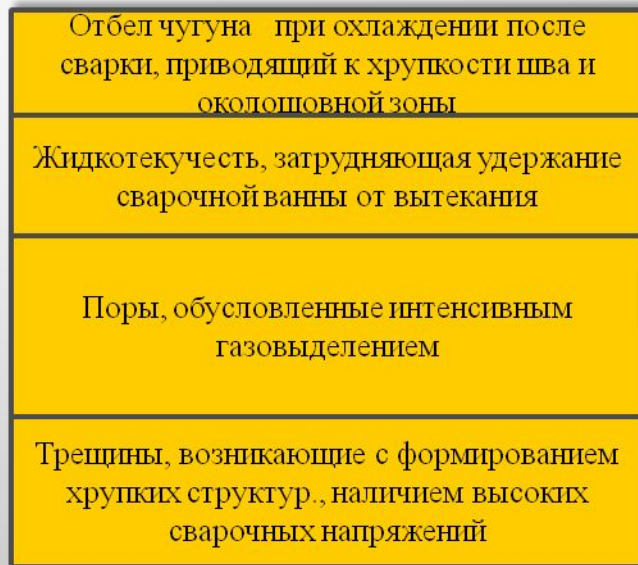 Отбел чугуна при охлаждении после
сварки, приводящий к хрупкости шва и
околошовной зоны
Жидкотекучесть, затрудняющая удержание
сварочной ванны от вытекания
Поры, обусловленные интенсивным
газовыделением
Трещины, возникающие с формированием
хрупких структур., наличием высоких
сварочных напряжений